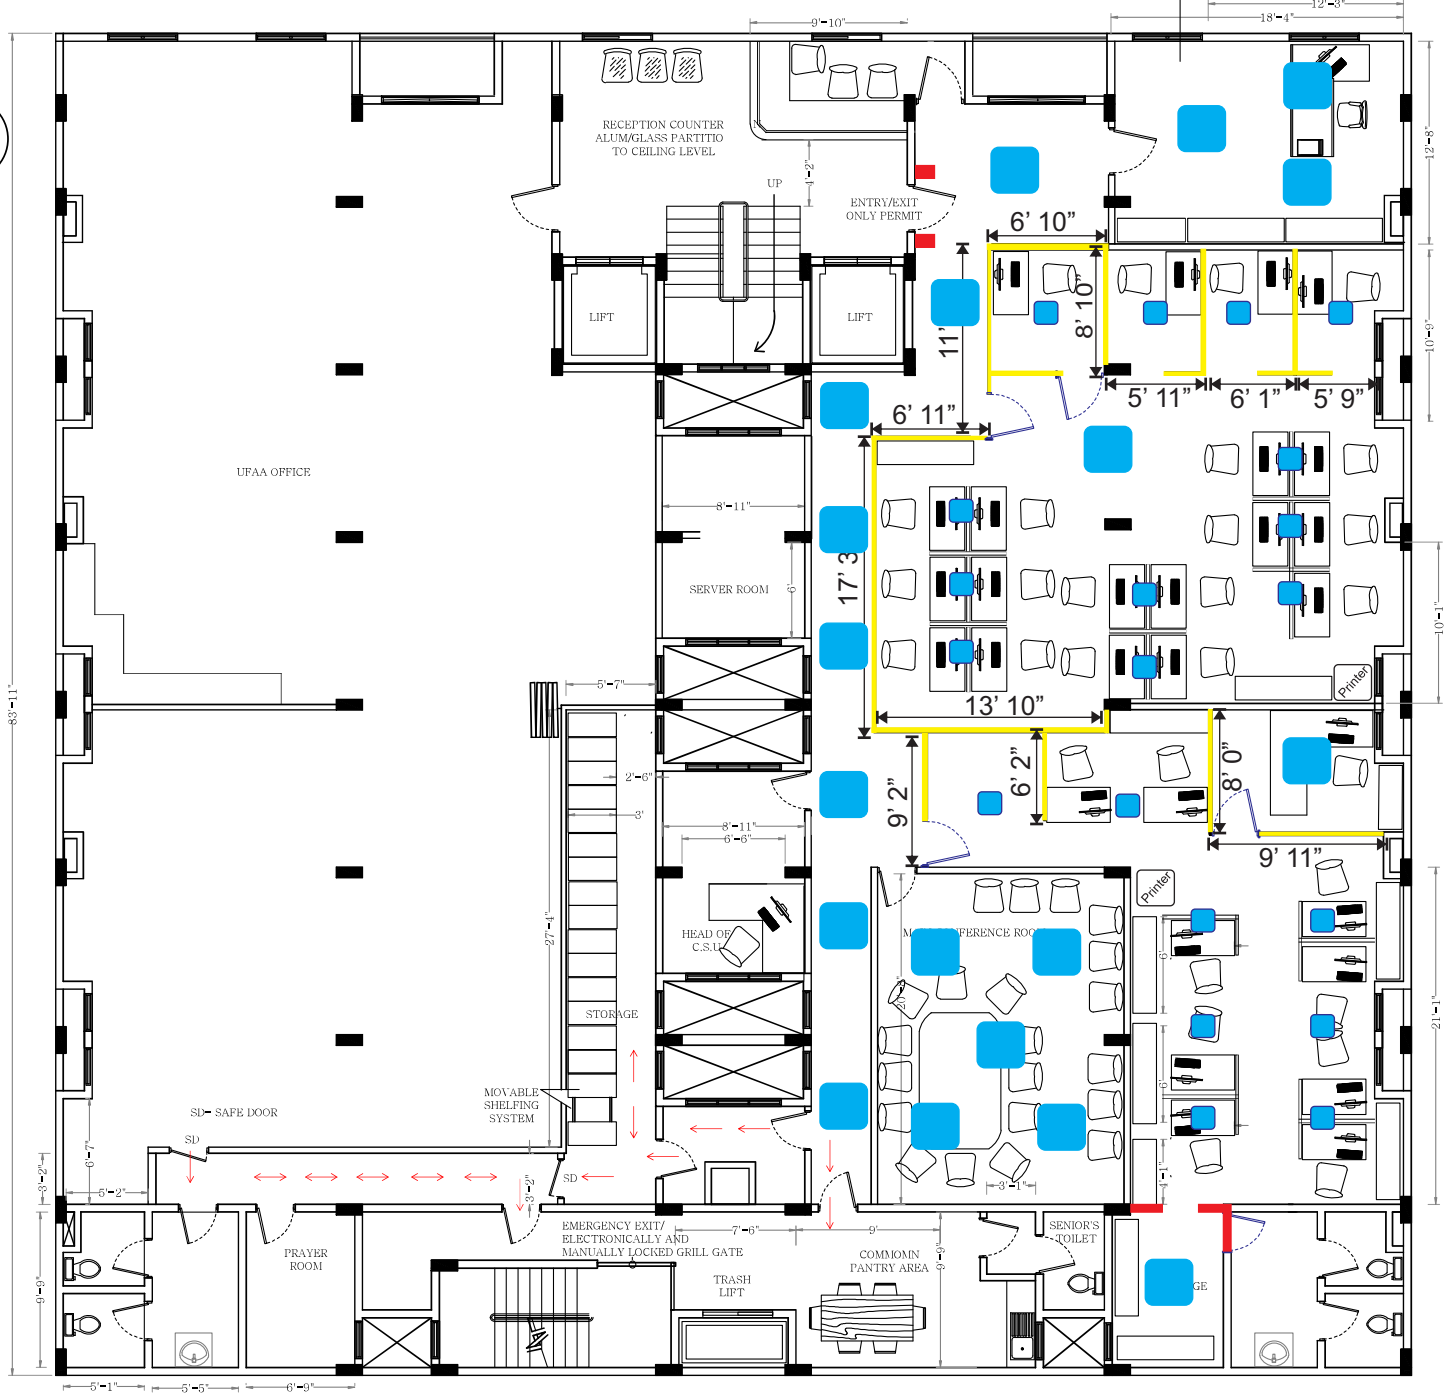 12'-3"
18'-4"
9'-10"
RECEPTION COUNTER
ALUM/GLASS PARTITIO
TO CEILING LEVEL
4'-2"
12'-8"
UP
ENTRY/EXIT
ONLY PERMIT
6' 10”
8' 10”
11'
10'-9"
LIFT
LIFT
5' 11”
6' 1”
5' 9”
6' 11”
UFAA OFFICE
8'-11"
17' 3
SERVER ROOM
6'
10'-1"
83'-11"
5'-7"
13' 10”
Printer
2'-6"
3'
8'-11"
6'-6"
9' 2”
6' 2”
8' 0”
9' 11”
Printer
27'-4"
HEAD OF
C.S.U
6'
STORAGE
21'-1"
MOVABLE
SHELFING
SYSTEM
6'
SD- SAFE DOOR
SD
6'-7"
3'-2"
5'-2"
SD
3'-2"
3'-1"
4'-1"
EMERGENCY EXIT/
ELECTRONICALLY AND
MANUALLY LOCKED GRILL GATE
7'-6"
9'
SENIOR'S
TOILET
PRAYER
ROOM
COMMOMN
PANTRY AREA
9'-9"
9'-9"
TRASH
LIFT
GE
5'-1"
5'-5"
6'-9"